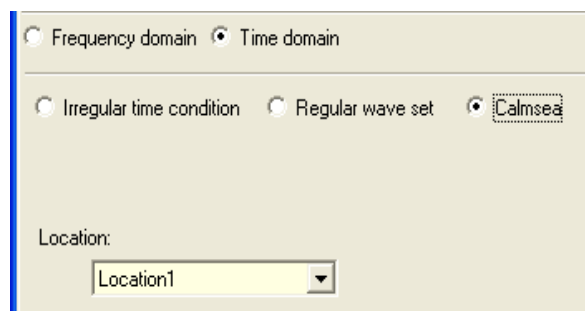 Frequency domain Time domain
Irregular time condition Regular wave set Calmsea
Location:
Location1